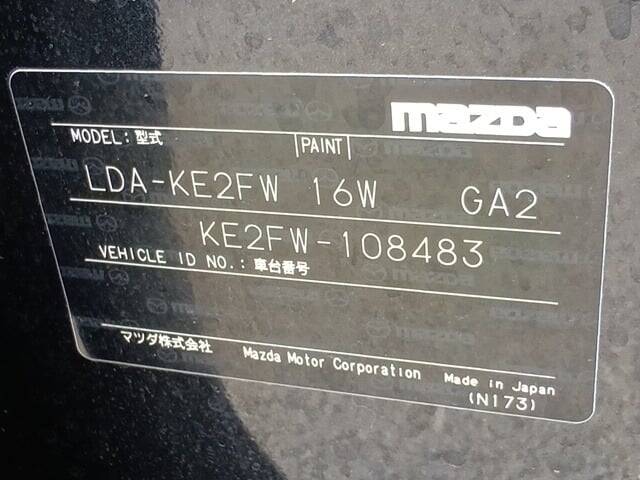 mazda
MODEL: 型式 PAINT
LDA-KE2FW 16W GA2
KE2FW-108483
VEHICLE ID NO.: 車台番号
マツダ株式会社 Mazda Motor Corporation Made in Japan
(N173)